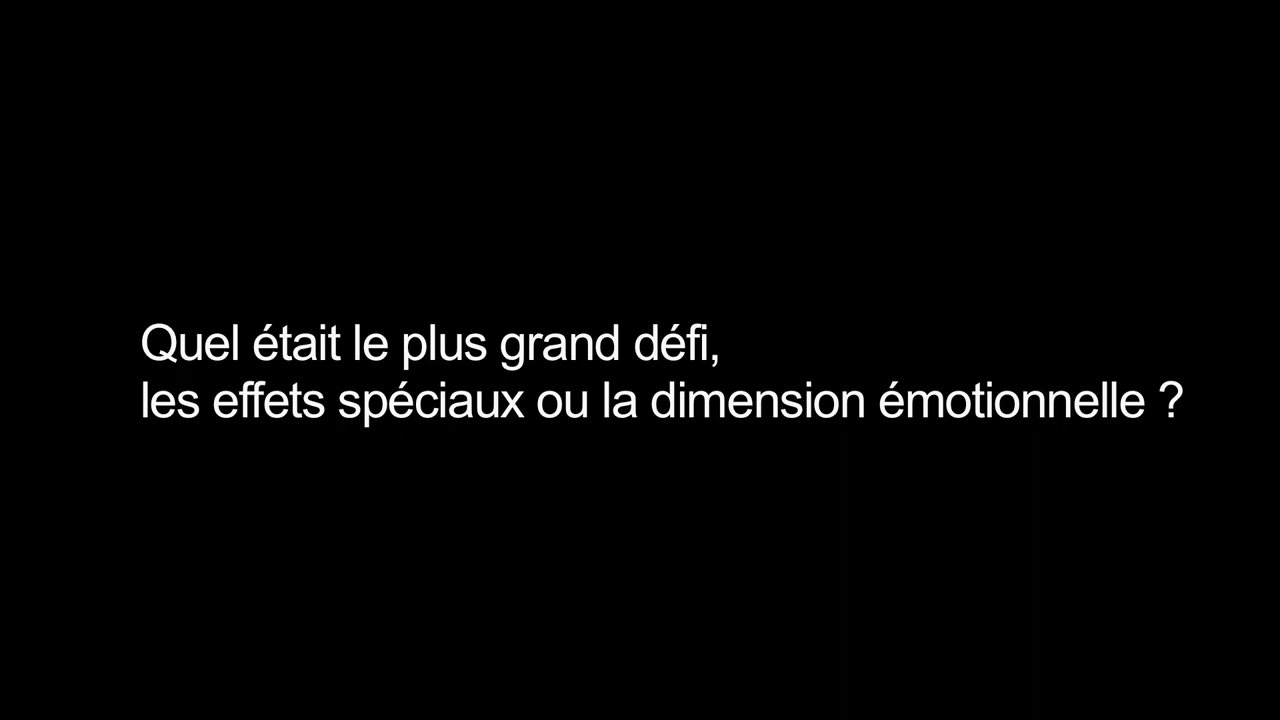 Quel était le plus grand défi,
les effets spéciaux ou la dimension émotionnelle ?